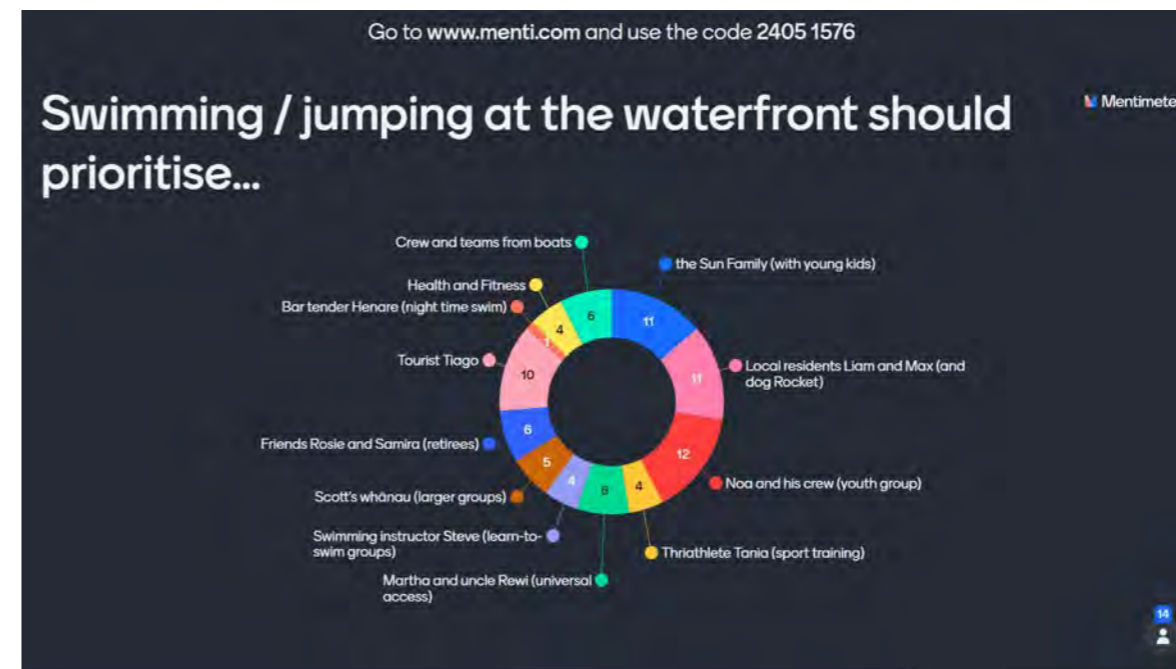 Go to www.menti.com and use the code 2405 1576
Swimming / jumping at the waterfront should
prioritise...
Mentimete
Crew and teams from boats
the Sun Family (with young kids)
Health and Fitness
Bar tender Henare (night time swim)
Tourist Tiago
Local residents Liam and Max (and
dog Rocket)
Friends Rosie and Samira (retirees)
Noa and his crew (youth group)
Scott's whānau (larger groups)
Swimming instructor Steve (learn-to-
swim groups)
Thriathlete Tania (sport training)
Martha and uncle Rewi (universal
access)
11
11
12
4
6
4
5
6
10
1
4
6
14